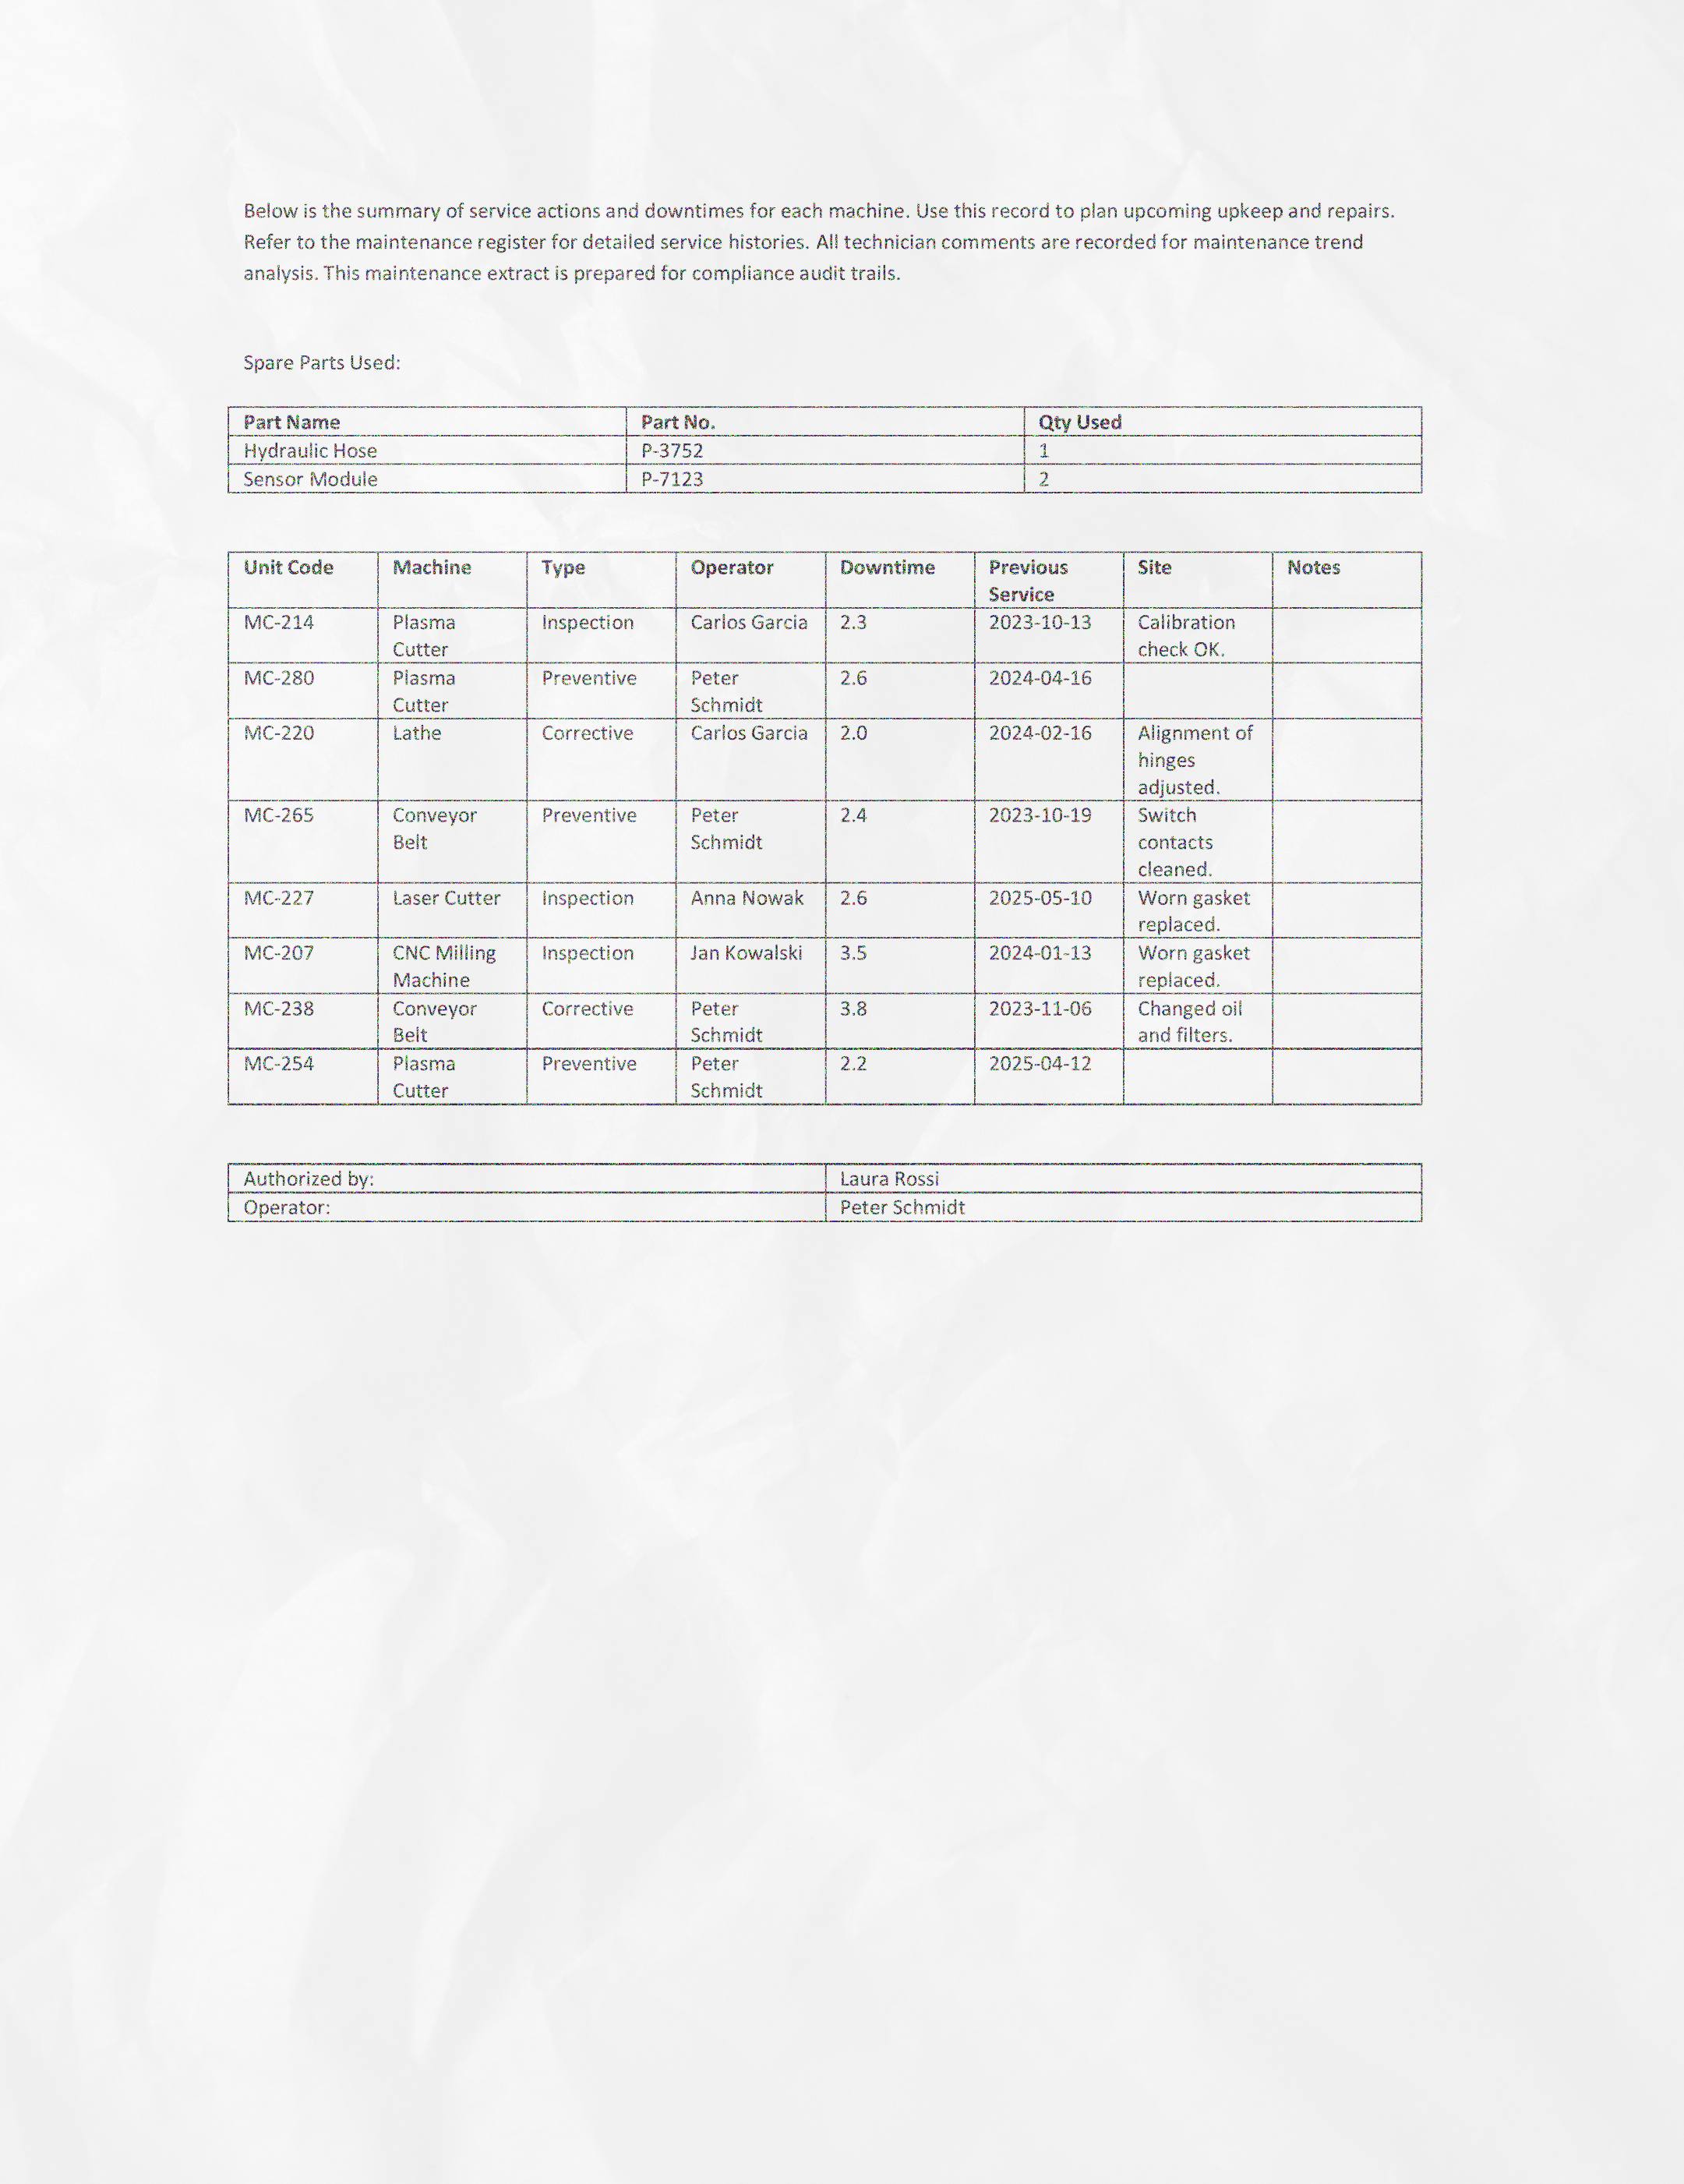 Below is the summary of service actions and downtimes for each machine. Use this record to plan upcoming upkeep and repairs.
Refer to the maintenance register for detailed service histories. All technician comments are recorded for maintenance trend
analysis. This maintenance extract is prepared for compliance audit trails.
Spare Parts Used:
Part Name Part No. Qty Used
Hydraulic Hose P-3752 1
Sensor Module P-7123 2
Unit Code Machine Type Operator Downtime Previous Site Notes
Service
MC-214 Plasma Inspection Carlos Garcia 2.3 2023-10-13 Calibration
Cutter check OK.
MC-280 Plasma Preventive Peter 2.6 2024-04-16
Cutter Schmidt
MC-220 Lathe Corrective Carlos Garcia 2.0 2024-02-16 Alignment of
hinges
adjusted.
MC-265 Conveyor Preventive Peter 2.4 2023-10-19 Switch
Belt Schmidt contacts
cleaned.
MC-227 Laser Cutter Inspection Anna Nowak 2.6 2025-05-10 Worn gasket
replaced.
MC-207 CNC Milling Inspection Jan Kowalski 3.5 2024-01-13 Worn gasket
Machine replaced.
MC-238 Conveyor Corrective Peter 3.8 2023-11-06 Changed oil
Belt Schmidt and filters.
MC-254 Plasma Preventive Peter 2.2 2025-04-12
Cutter Schmidt
Authorized by: Laura Rossi
Operator: Peter Schmidt